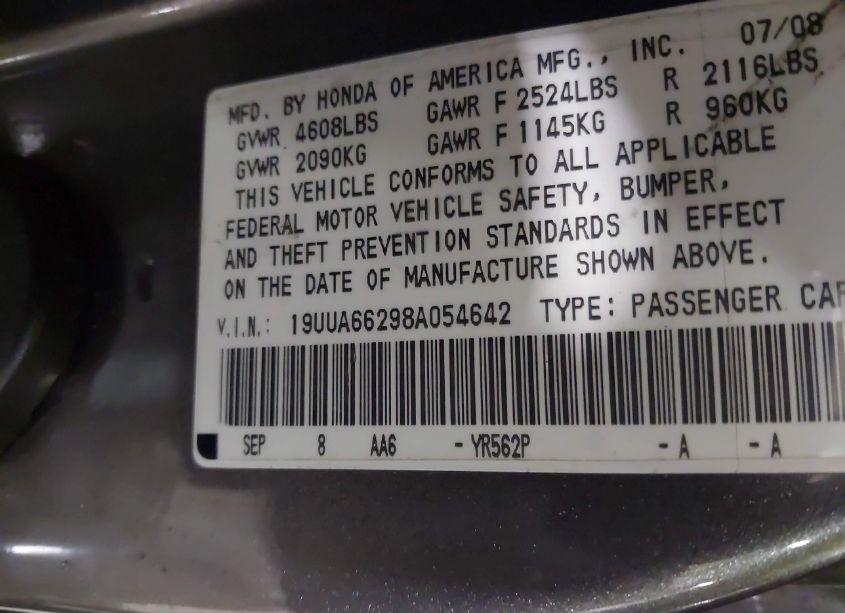 MFD. BY HONDA OF AMERICA MFG., INC. 07/08
GVWR 4608LBS GAWR F 2524LBS R 2116LBS
GVWR 2090KG GAWR F 1145KG R 960KG
THIS VEHICLE CONFORMS TO ALL APPLICABLE
FEDERAL MOTOR VEHICLE SAFETY, BUMPER,
AND THEFT PREVENTION STANDARDS IN EFFECT
ON THE DATE OF MANUFACTURE SHOWN ABOVE.
V.I.N.: 19UUA66298A054642 TYPE: PASSENGER CAR
SEP 8 AA6 - YR562P - A - A